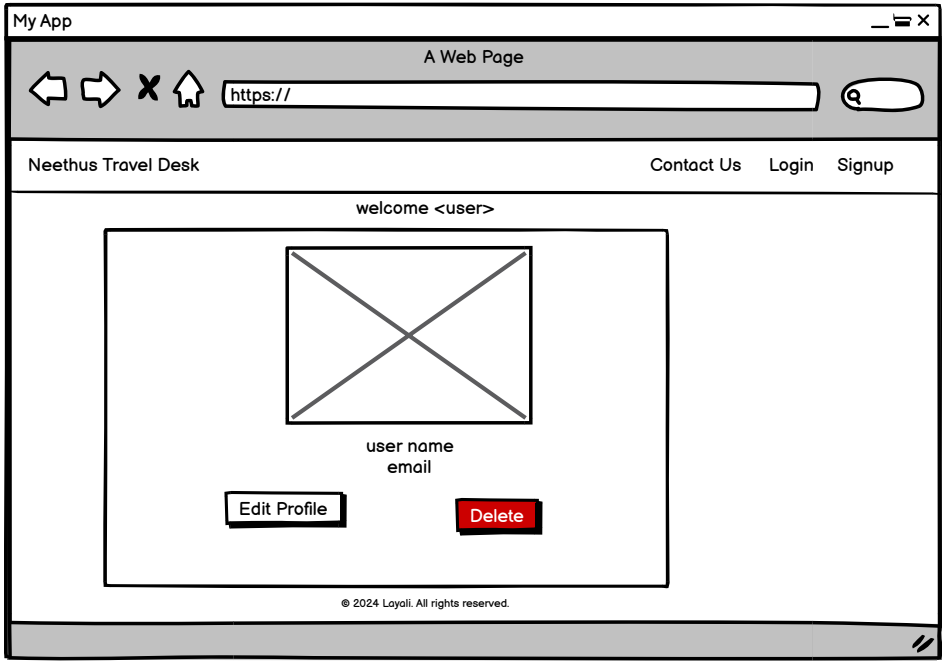 My App
A Web Page
https://
Neethus Travel Desk
Contact Us Login Signup
welcome <user>
user name
email
Edit Profile
Delete
© 2024 Layali. All rights reserved.